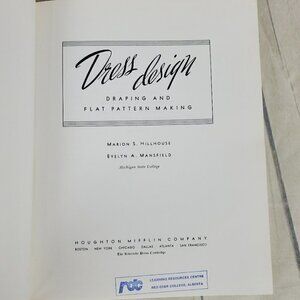 Dress design
DRAPING AND
FLAT PATTERN MAKING
MARION S. HILLHOUSE
EVELYN A. MANSFIELD
Michigan State College
HOUGHTON MIFFLIN COMPANY
BOSTON · NEW YORK · CHICAGO · DALLAS · ATLANTA · SAN FRANCISCO
The Riverside Press Cambridge
rdc
LEARNING RESOURCES CENTRE
RED DEER COLLEGE, ALBERTA